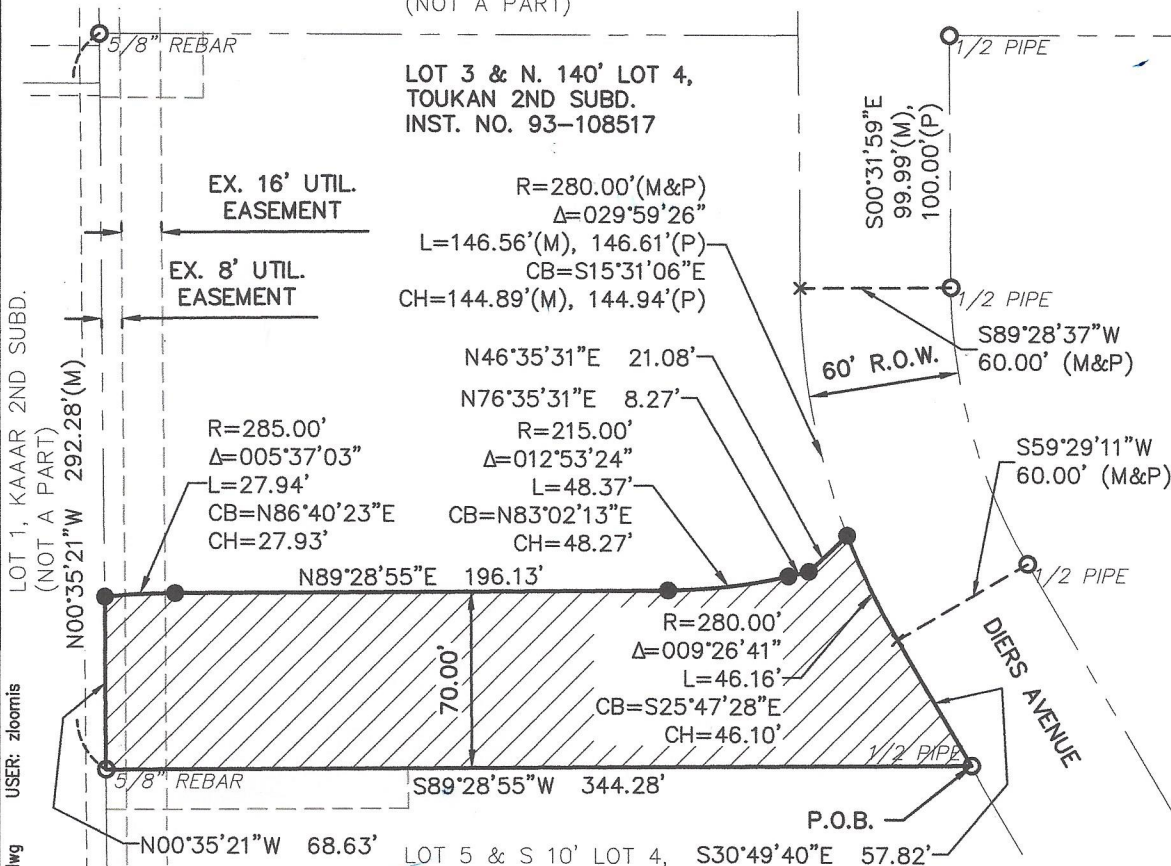 (NOT A PART)
5/8" REBAR
1/2 PIPE
LOT 3 & N. 140' LOT 4,
TOUKAN 2ND SUBD.
INST. NO. 93-108517
S00°31'59"E
99.99'(M),
100.00'(P)
EX. 16' UTIL.
EASEMENT
R=280.00'(M&P)
Δ=029°59'26"
L=146.56'(M), 146.61'(P)
CB=S15°31'06"E
CH=144.89'(M), 144.94'(P)
EX. 8' UTIL.
EASEMENT
1/2 PIPE
S89°28'37"W
60.00' (M&P)
60' R.O.W.
LOT 1, KAAAR 2ND SUBD.
(NOT A PART)
N00°35'21"W 292.28'(M)
N46°35'31"E 21.08'
N76°35'31"E 8.27'
R=285.00'
Δ=005°37'03"
L=27.94'
CB=N86°40'23"E
CH=27.93'
R=215.00'
Δ=012°53'24"
L=48.37'
CB=N83°02'13"E
CH=48.27'
S59°29'11"W
60.00' (M&P)
N89°28'55"E 196.13'
1/2 PIPE
70.00'
R=280.00'
Δ=009°26'41"
L=46.16'
CB=S25°47'28"E
CH=46.10'
DIERS AVENUE
1/2 PIPE
5/8" REBAR
S89°28'55"W 344.28'
P.O.B.
N00°35'21"W 68.63'
LOT 5 & S 10' LOT 4,
S30°49'40"E 57.82'
USER: zloomis
lwg